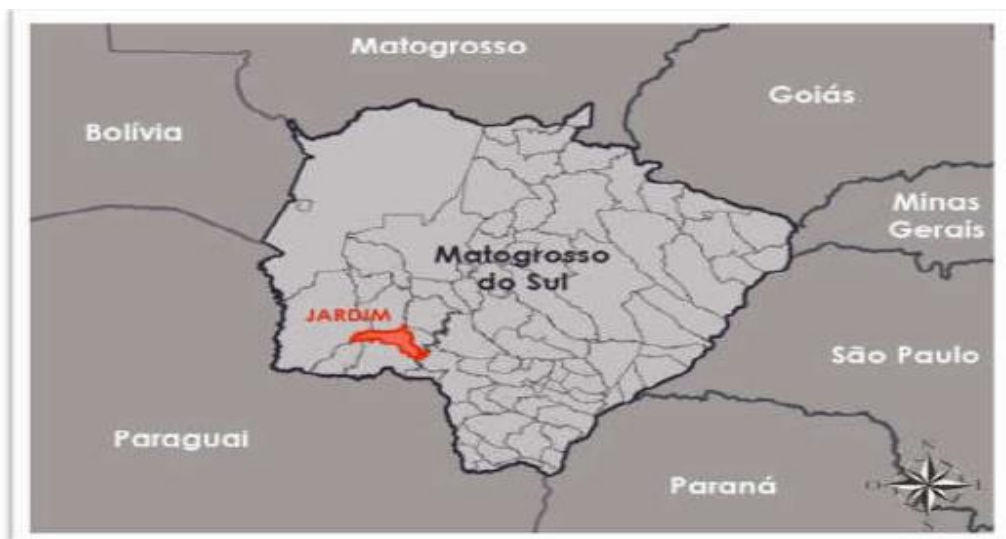 Matogrosso
Goiás
Bolívia
Minas
Gerais
Matogrosso
do Sul
JARDIM
São Paulo
Paraguai
Paraná
N
O
L
S